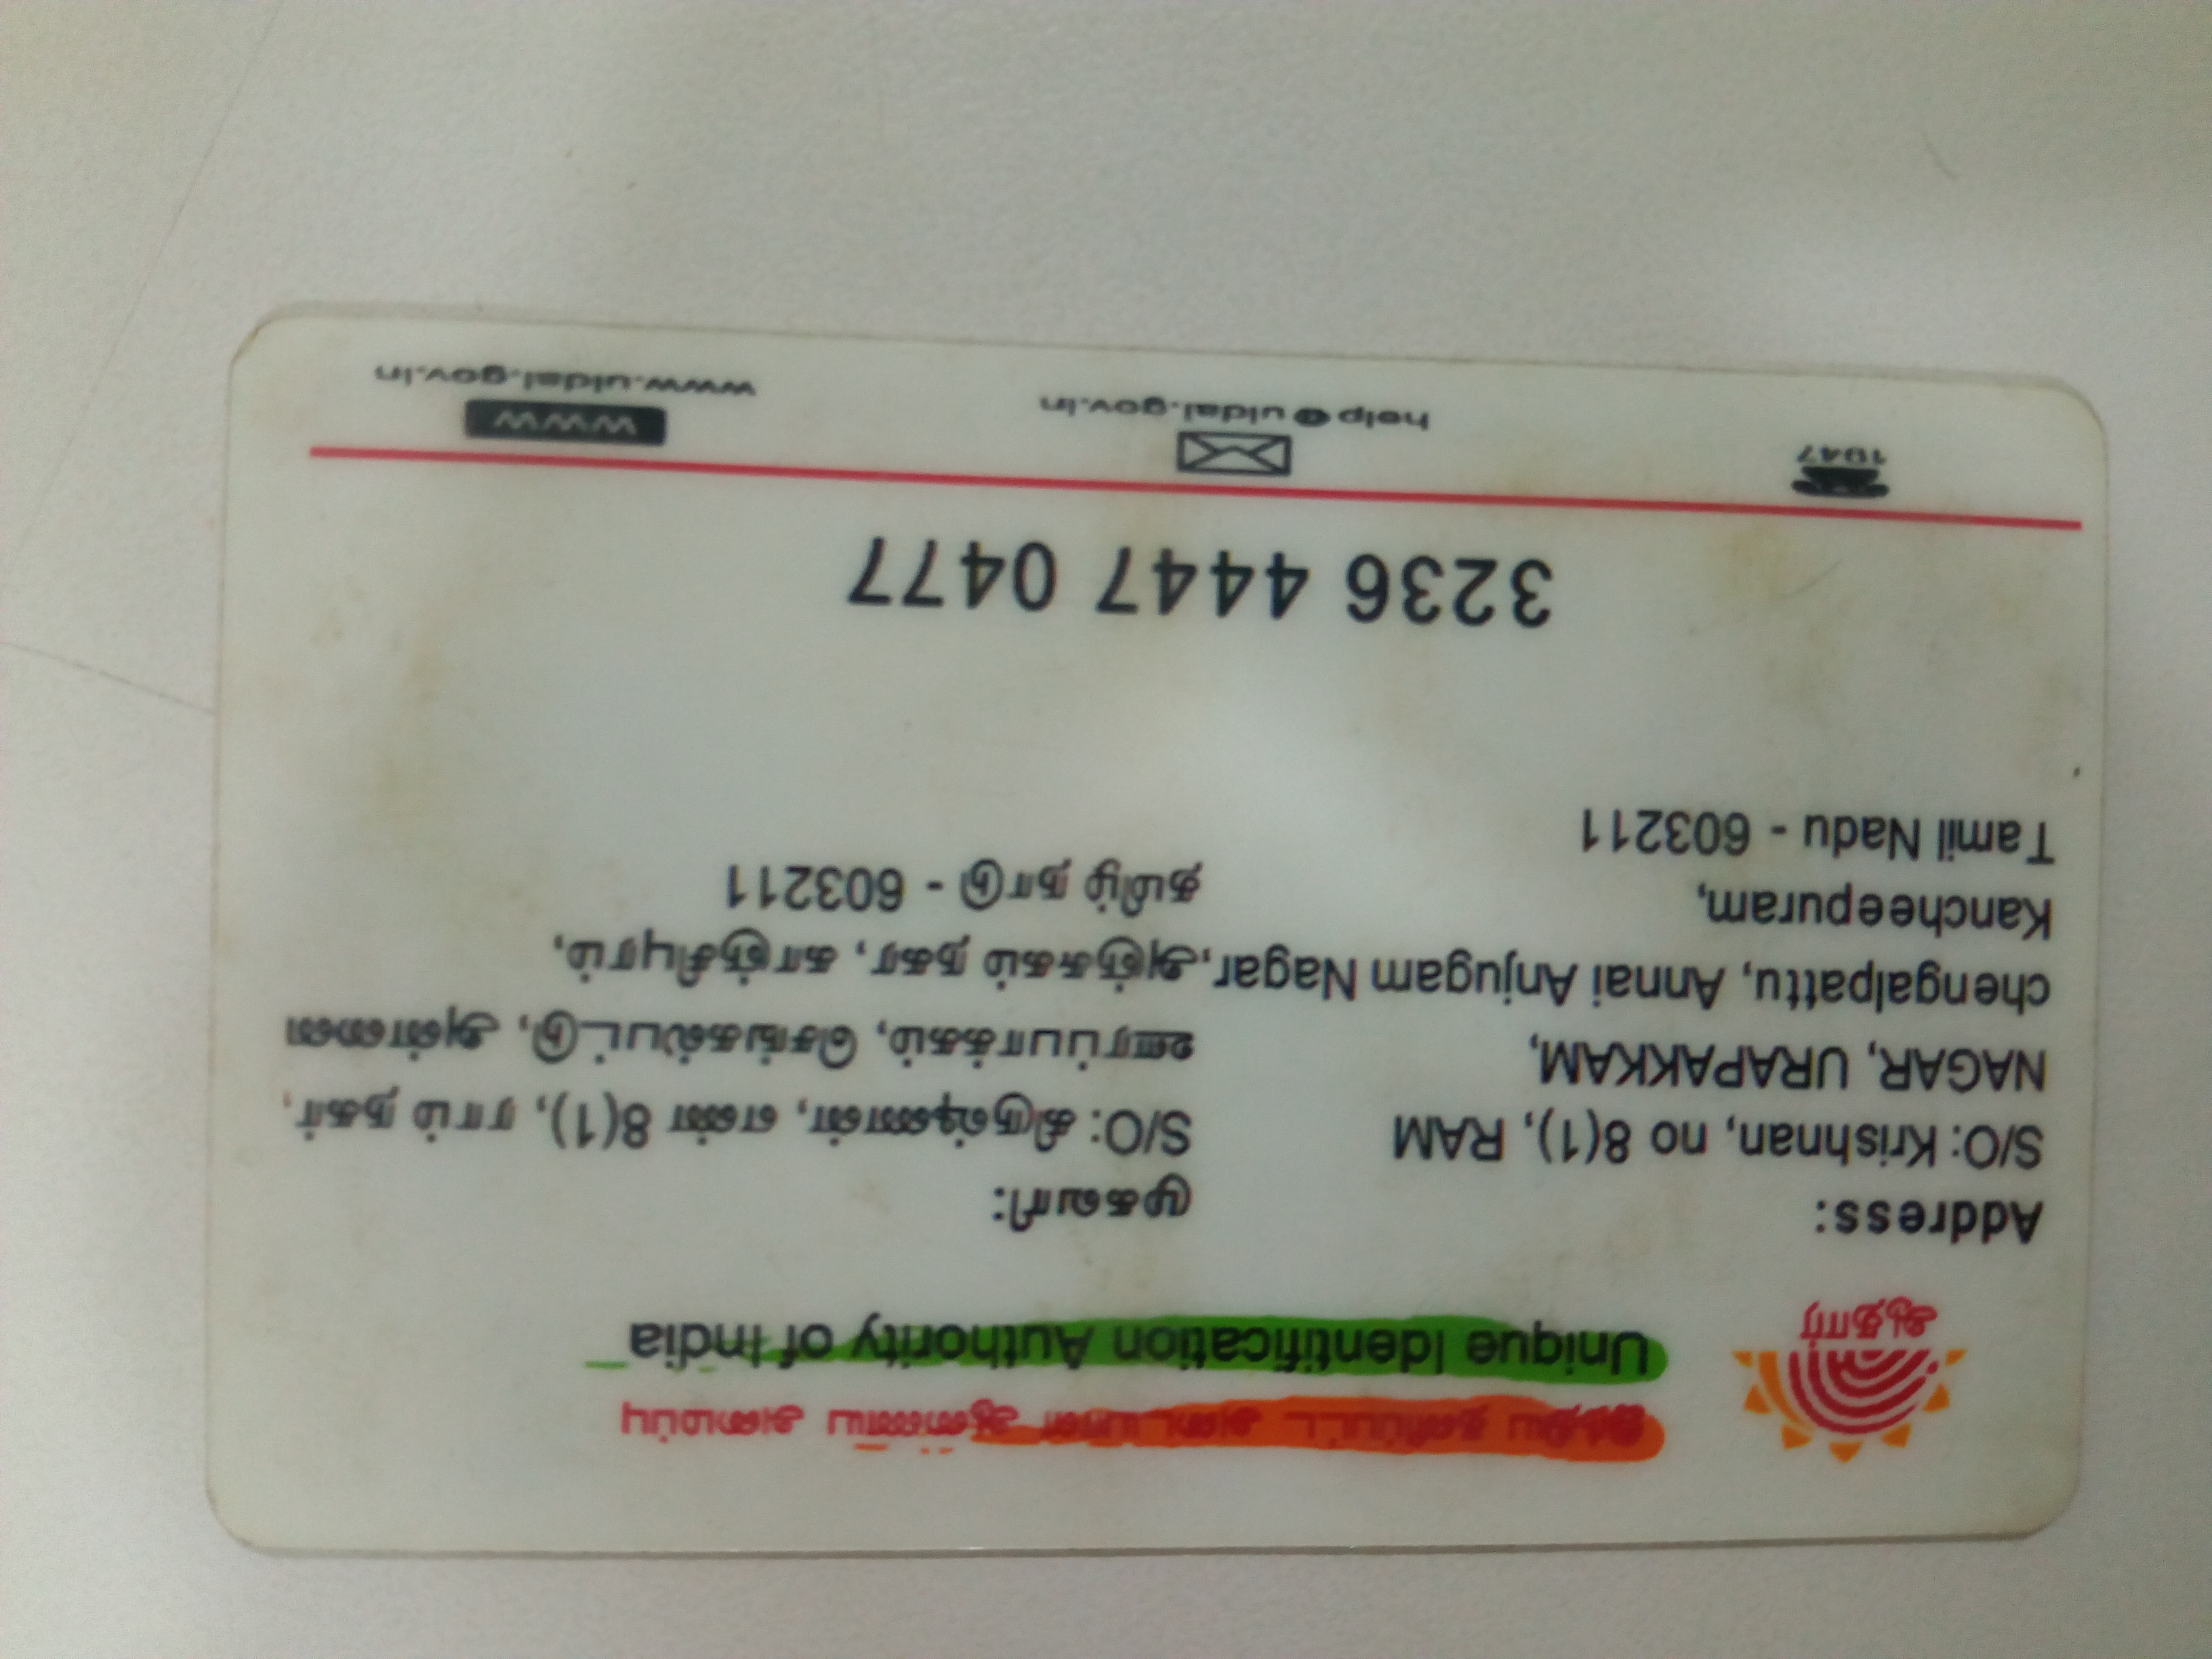 இந்திய தனிப்பட்ட அடையாள ஆணைய அமைப்பு
Unique Identification Authority of India
ஆதார்
Address:
S/O: Krishnan, no 8(1), RAM
NAGAR, URAPAKKAM,
chengalpattu, Annai Anjugam Nagar,
Kancheepuram,
Tamil Nadu - 603211
முகவரி:
S/O: கிருஷ்ணன், எண் 8(1), ராம் நகர்,
ஊரப்பாக்கம், செங்கல்பட்டு, அன்னை
அஞ்சுகம் நகர, காஞ்சிபுரம்,
தமிழ் நாடு - 603211
3236 4447 0477
1947
help@uidai.gov.in
www
www.uidai.gov.in